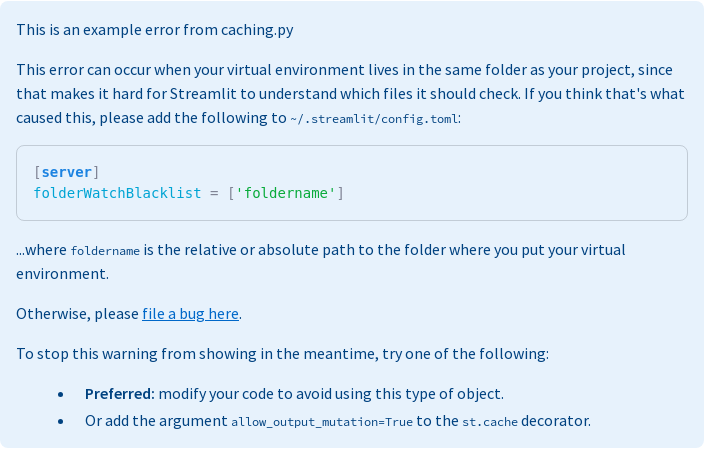 This is an example error from caching.py
This error can occur when your virtual environment lives in the same folder as your project, since
that makes it hard for Streamlit to understand which files it should check. If you think that's what
caused this, please add the following to ~/.streamlit/config.toml:
[server]
folderWatchBlacklist = ['foldername']
...where foldername is the relative or absolute path to the folder where you put your virtual
environment.
Otherwise, please file a bug here.
To stop this warning from showing in the meantime, try one of the following:
• Preferred: modify your code to avoid using this type of object.
• Or add the argument allow_output_mutation=True to the st.cache decorator.